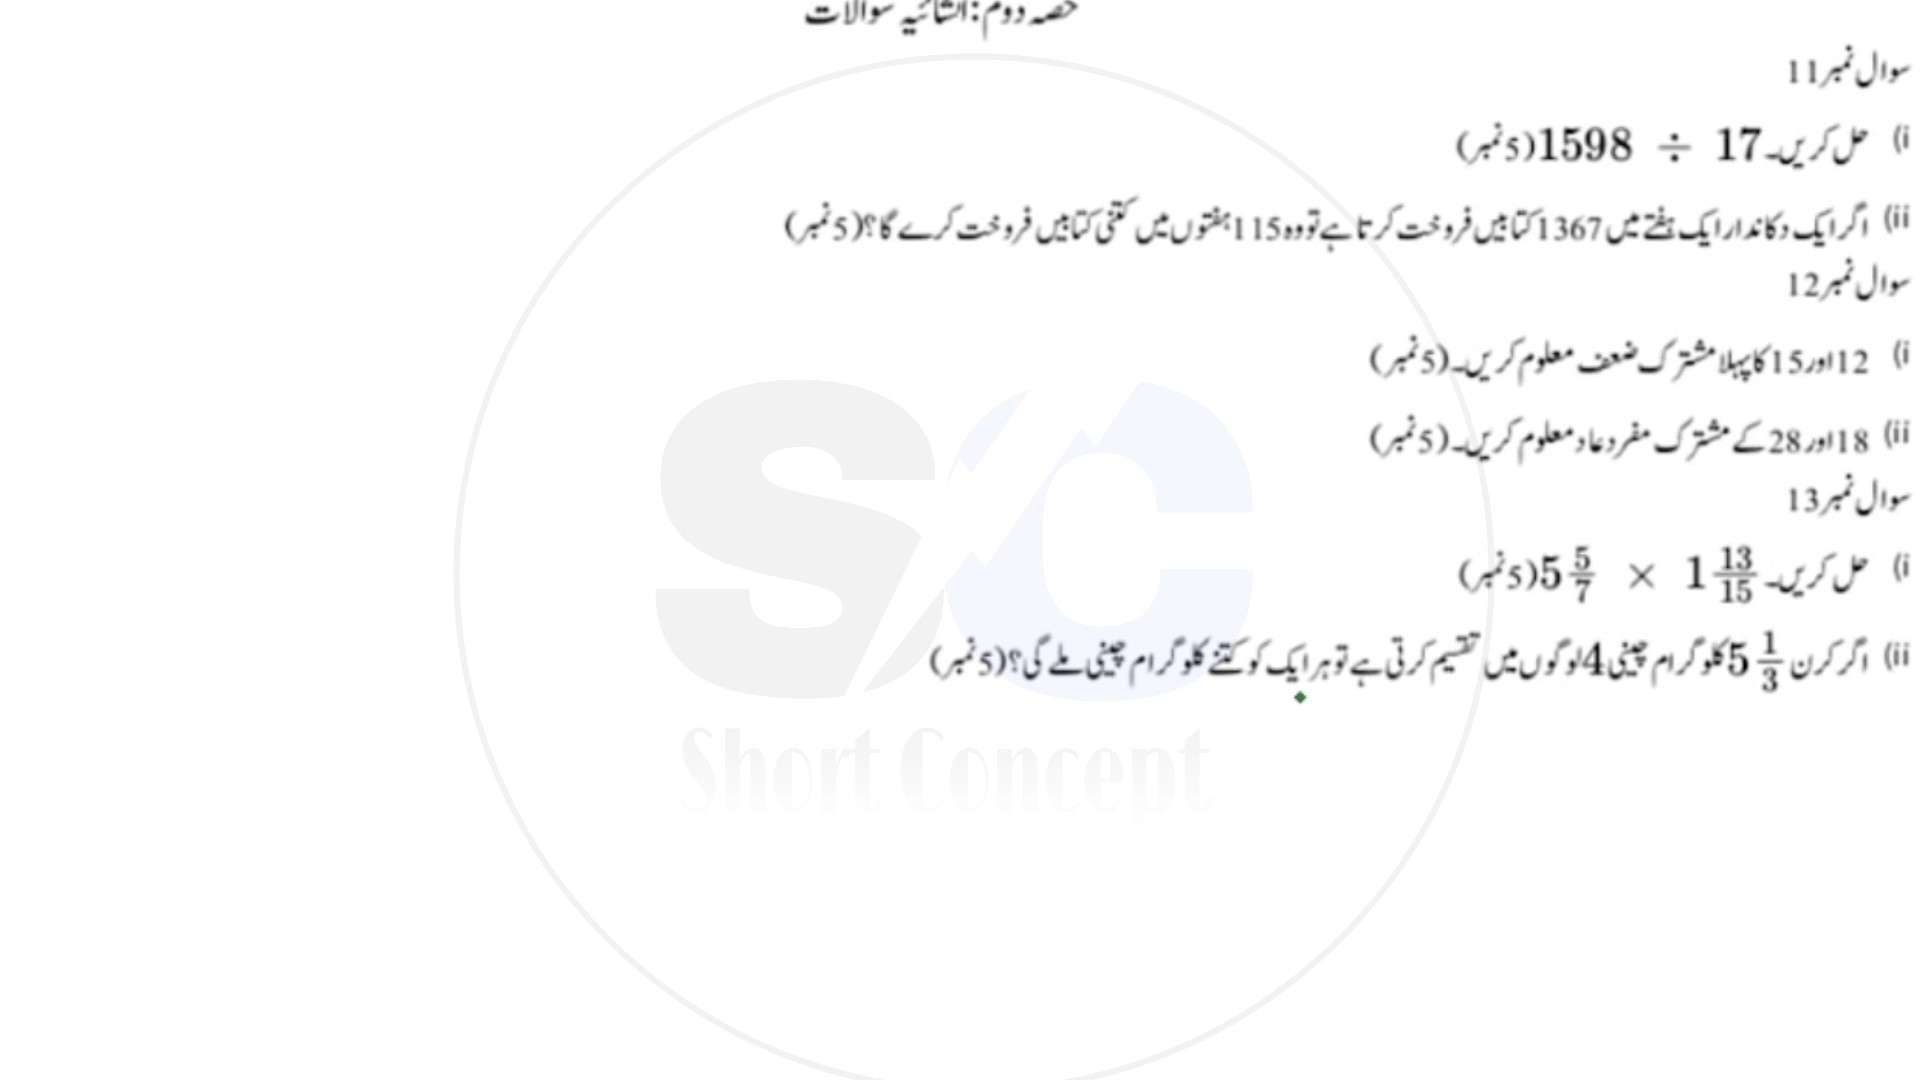 حصہ دوم: انشائیہ سوالات
سوال نمبر 11
i) حل کریں۔ 17 ÷ 1598 (5 نمبر)
ii) اگر ایک دکاندار ایک ہفتے میں 1367 کتابیں فروخت کرتا ہے تو وہ 115 ہفتوں میں کتنی کتابیں فروخت کرے گا؟ (5 نمبر)
سوال نمبر 12
i) 12 اور 15 کا پہلا مشترک ضعف معلوم کریں۔ (5 نمبر)
ii) 18 اور 28 کے مشترک مفرد عاد معلوم کریں۔ (5 نمبر)
سوال نمبر 13
i) حل کریں۔ 5 5/7 × 1 13/15 (5 نمبر)
ii) اگر کرن 5 1/3 کلوگرام چینی 4 لوگوں میں تقسیم کرتی ہے تو ہر ایک کو کتنے کلوگرام چینی ملے گی؟ (5 نمبر)
SC
Short Concept